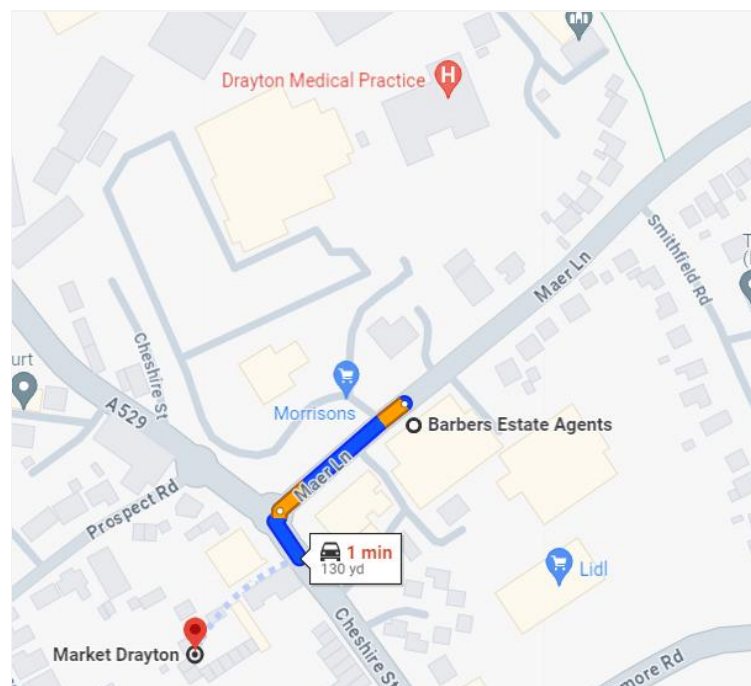 Drayton Medical Practice
H
Smithfield Rd
Maer Ln
Cheshire St
urt
A529
Morrisons
Barbers Estate Agents
Maer Ln
Prospect Rd
1 min
130 yd
Lidl
Cheshire St
Market Drayton
more Rd